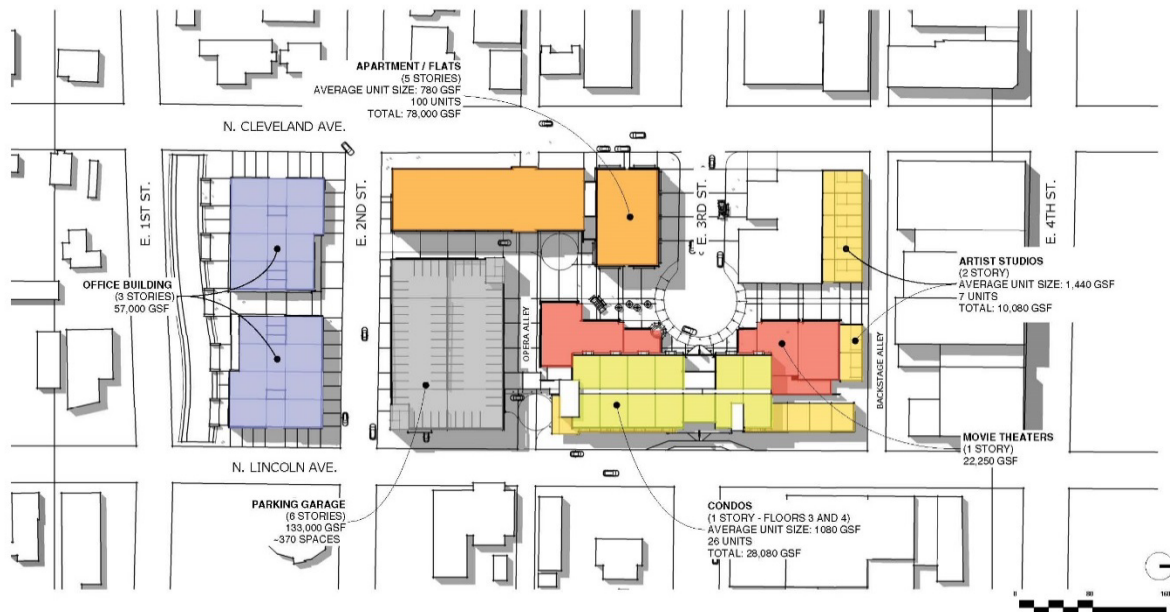 APARTMENT / FLATS
(5 STORIES)
AVERAGE UNIT SIZE: 780 GSF
100 UNITS
TOTAL: 78,000 GSF
N. CLEVELAND AVE.
E. 1ST ST.
E. 2ND ST.
E. 3RD ST.
E. 4TH ST.
OFFICE BUILDING
(3 STORIES)
57,000 GSF
ARTIST STUDIOS
(2 STORY)
AVERAGE UNIT SIZE: 1,440 GSF
7 UNITS
TOTAL: 10,080 GSF
OPERA ALLEY
BACKSTAGE ALLEY
MOVIE THEATERS
(1 STORY)
22,250 GSF
N. LINCOLN AVE.
PARKING GARAGE
(6 STORIES)
133,000 GSF
~370 SPACES
CONDOS
(1 STORY - FLOORS 3 AND 4)
AVERAGE UNIT SIZE: 1080 GSF
26 UNITS
TOTAL: 28,080 GSF